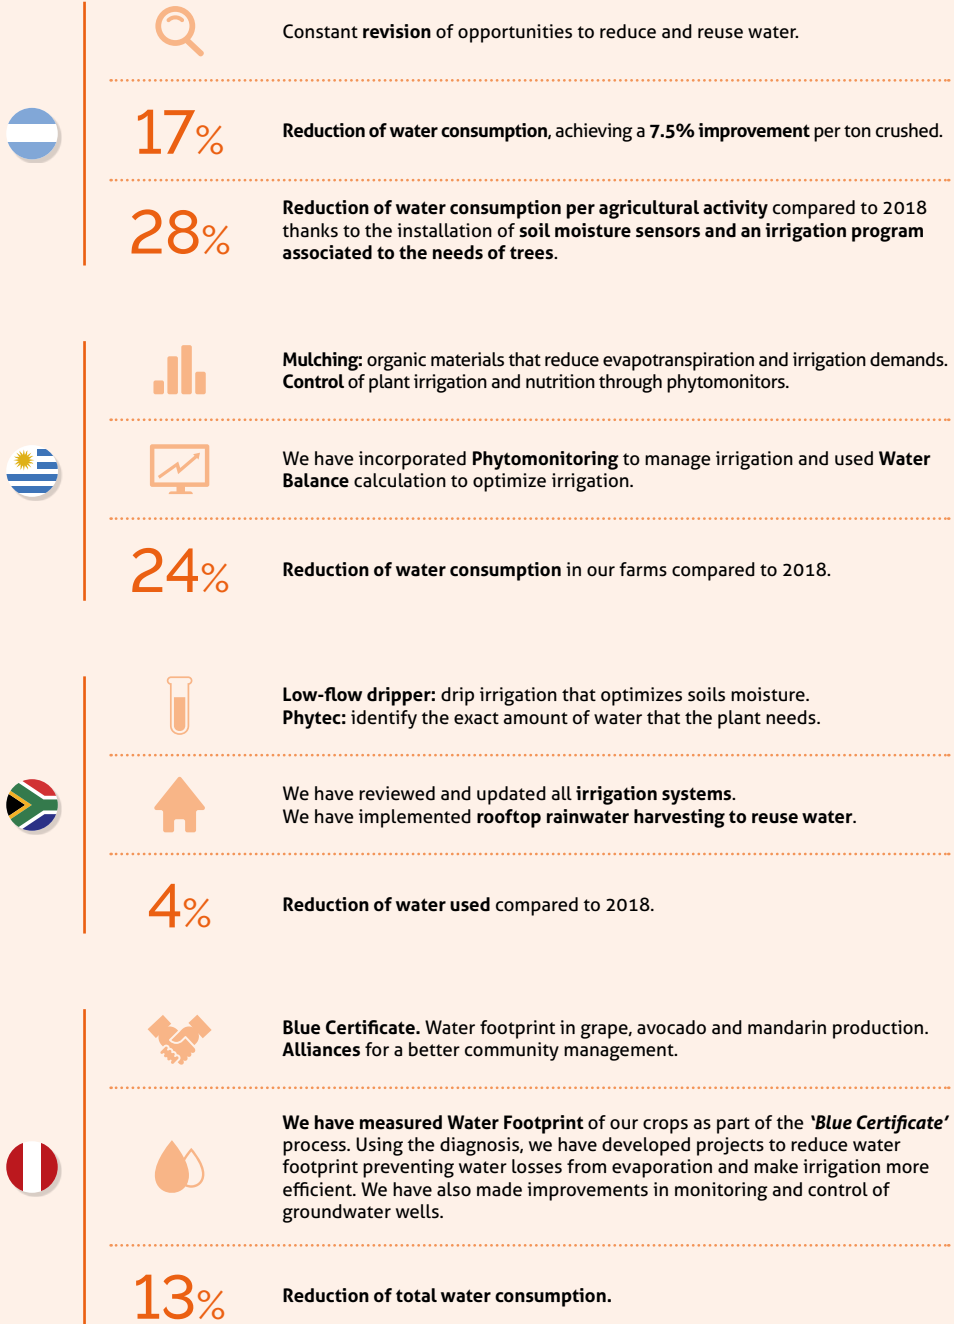 Constant revision of opportunities to reduce and reuse water.
17%
Reduction of water consumption, achieving a 7.5% improvement per ton crushed.
28%
Reduction of water consumption per agricultural activity compared to 2018
thanks to the installation of soil moisture sensors and an irrigation program
associated to the needs of trees.
Mulching: organic materials that reduce evapotranspiration and irrigation demands.
Control of plant irrigation and nutrition through phytomonitors.
We have incorporated Phytomonitoring to manage irrigation and used Water
Balance calculation to optimize irrigation.
24%
Reduction of water consumption in our farms compared to 2018.
Low-flow dripper: drip irrigation that optimizes soils moisture.
Phytec: identify the exact amount of water that the plant needs.
We have reviewed and updated all irrigation systems.
We have implemented rooftop rainwater harvesting to reuse water.
4%
Reduction of water used compared to 2018.
Blue Certificate. Water footprint in grape, avocado and mandarin production.
Alliances for a better community management.
We have measured Water Footprint of our crops as part of the ‘Blue Certificate’
process. Using the diagnosis, we have developed projects to reduce water
footprint preventing water losses from evaporation and make irrigation more
efficient. We have also made improvements in monitoring and control of
groundwater wells.
13%
Reduction of total water consumption.